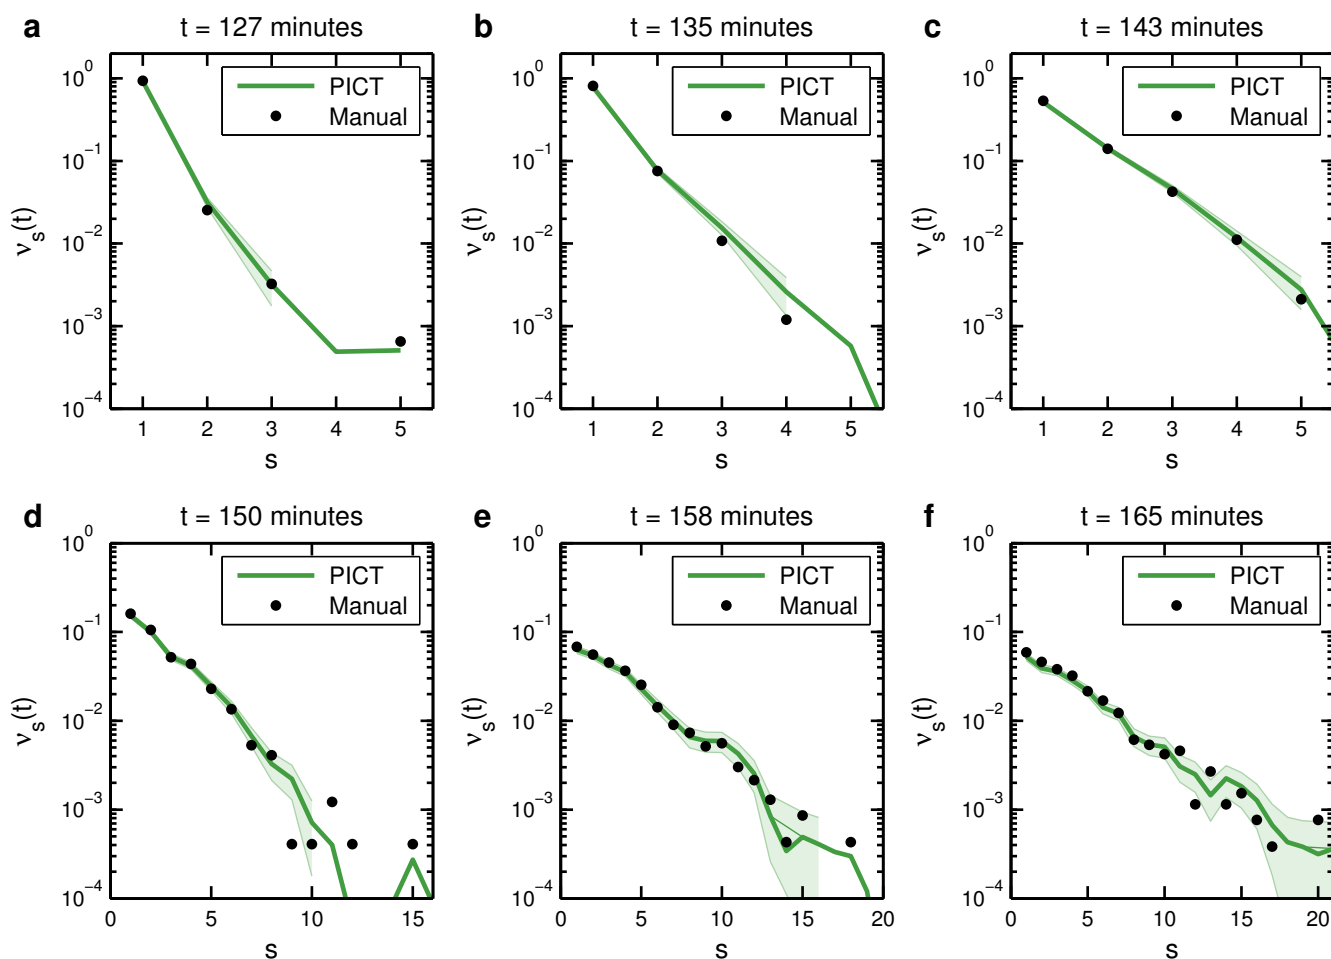 a t = 127 minutes
10^0
10^-1
10^-2
10^-3
10^-4
ν_s(t)
PICT
Manual
1 2 3 4 5
s
b t = 135 minutes
10^0
10^-1
10^-2
10^-3
10^-4
ν_s(t)
PICT
Manual
1 2 3 4 5
s
c t = 143 minutes
10^0
10^-1
10^-2
10^-3
10^-4
ν_s(t)
PICT
Manual
1 2 3 4 5
s
d t = 150 minutes
10^0
10^-1
10^-2
10^-3
10^-4
ν_s(t)
PICT
Manual
0 5 10 15
s
e t = 158 minutes
10^0
10^-1
10^-2
10^-3
10^-4
ν_s(t)
PICT
Manual
0 5 10 15 20
s
f t = 165 minutes
10^0
10^-1
10^-2
10^-3
10^-4
ν_s(t)
PICT
Manual
0 5 10 15 20
s